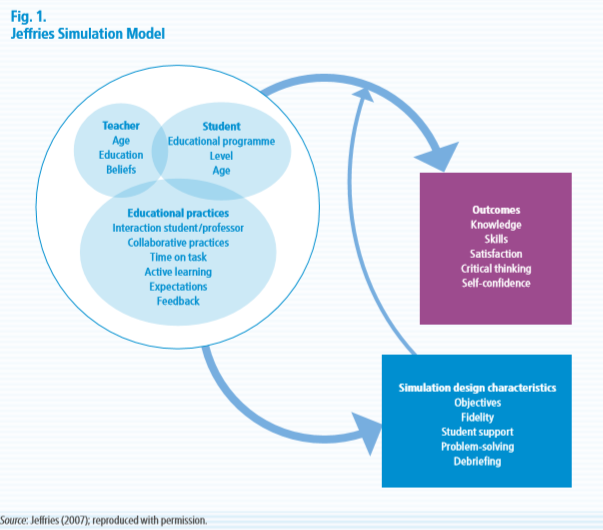 Fig. 1.
Jeffries Simulation Model
Teacher
Age
Education
Beliefs
Student
Educational programme
Level
Age
Educational practices
Interaction student/professor
Collaborative practices
Time on task
Active learning
Expectations
Feedback
Outcomes
Knowledge
Skills
Satisfaction
Critical thinking
Self-confidence
Simulation design characteristics
Objectives
Fidelity
Student support
Problem-solving
Debriefing
Source: Jeffries (2007); reproduced with permission.